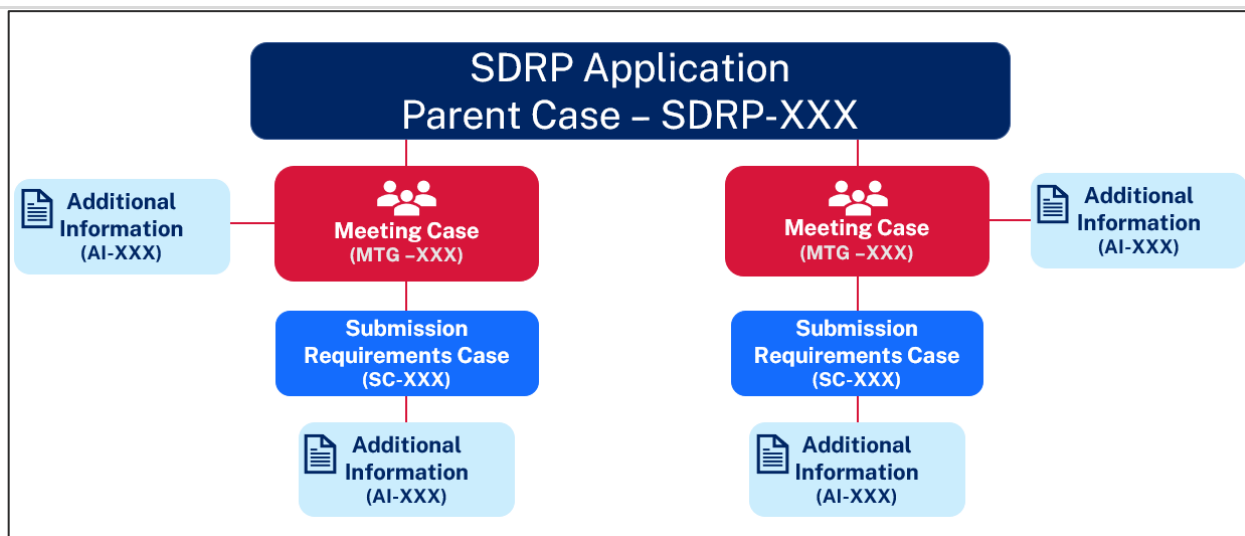 SDRP Application
Parent Case – SDRP-XXX
Additional
Information
(AI-XXX)
Meeting Case
(MTG –XXX)
Meeting Case
(MTG –XXX)
Additional
Information
(AI-XXX)
Submission
Requirements Case
(SC-XXX)
Submission
Requirements Case
(SC-XXX)
Additional
Information
(AI-XXX)
Additional
Information
(AI-XXX)